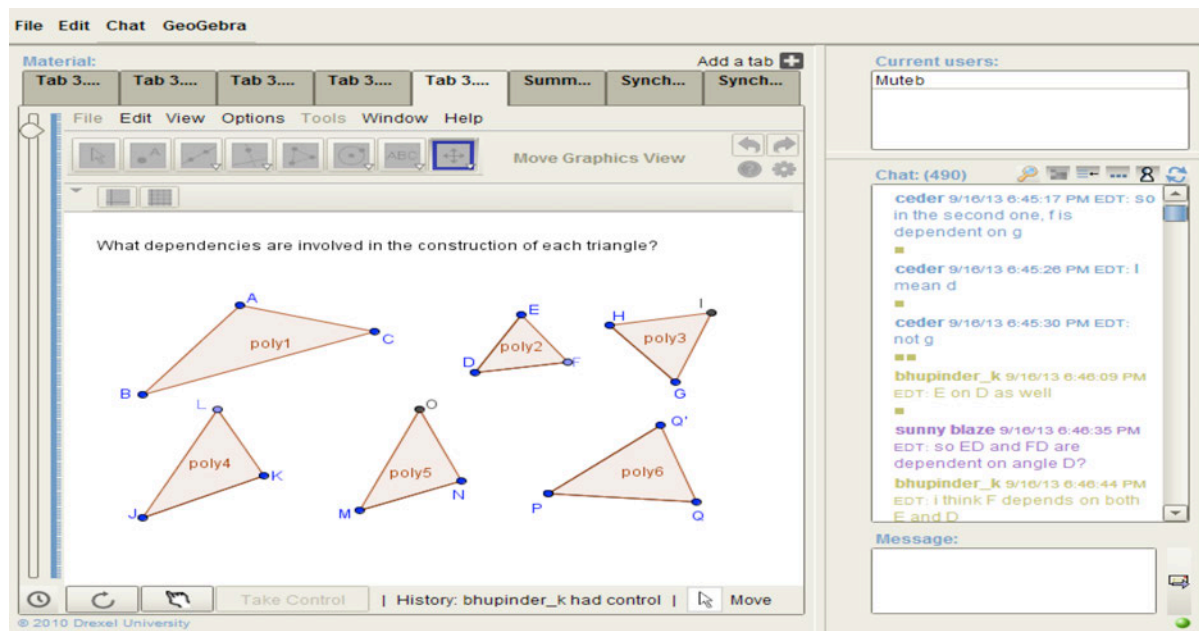 File Edit Chat GeoGebra
Material:
Add a tab
Tab 3.... Tab 3.... Tab 3.... Tab 3.... Tab 3.... Summ... Synch... Synch...
File Edit View Options Tools Window Help
ABC
Move Graphics View
What dependencies are involved in the construction of each triangle?
A
B
C
poly1
E
D
F
poly2
H
I
G
poly3
L
J
K
poly4
O
M
N
poly5
Q'
P
Q
poly6
Take Control | History: bhupinder_k had control | Move
© 2010 Drexel University
Current users:
Muteb
Chat: (490)
8
ceder 9/16/13 6:45:17 PM EDT: so
in the second one, f is
dependent on g
ceder 9/16/13 6:45:26 PM EDT: I
mean d
ceder 9/16/13 6:45:30 PM EDT:
not g
bhupinder_k 9/16/13 6:46:09 PM
EDT: E on D as well
sunny blaze 9/16/13 6:46:35 PM
EDT: so ED and FD are
dependent on angle D?
bhupinder_k 9/16/13 6:46:44 PM
EDT: i think F depends on both
E and D
Message: